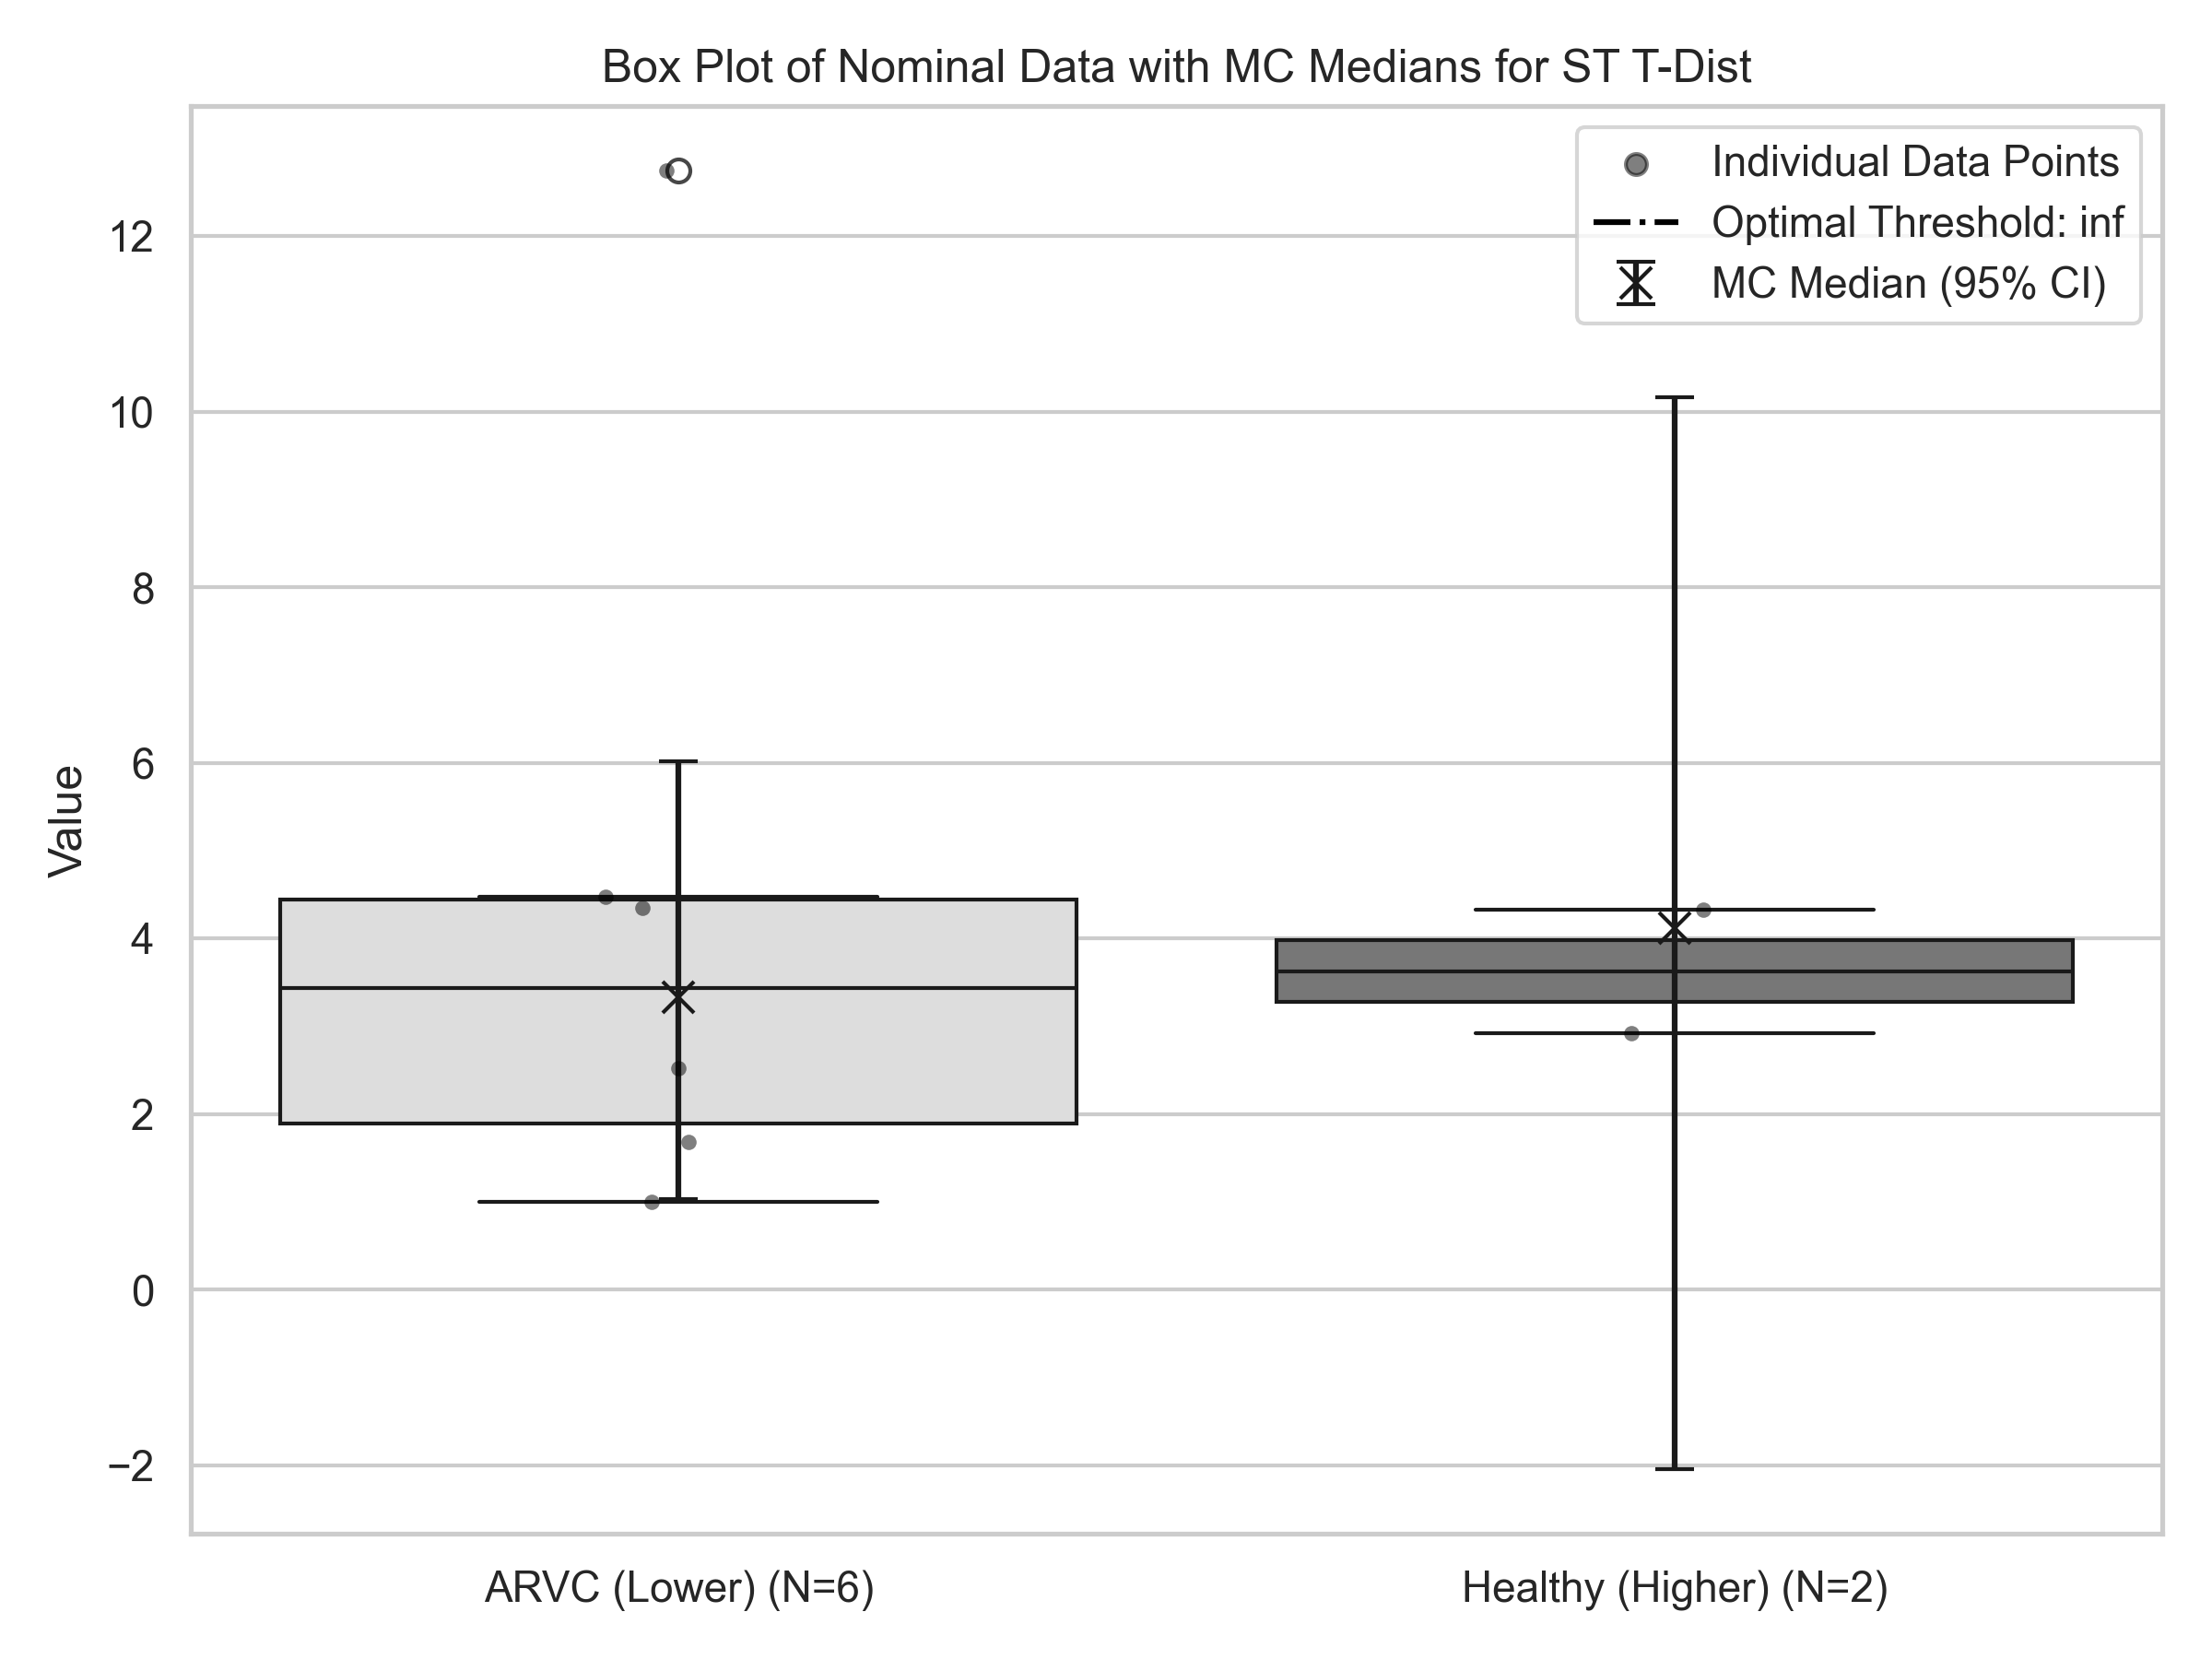 Box Plot of Nominal Data with MC Medians for ST T-Dist
Individual Data Points
Optimal Threshold: inf
MC Median (95% CI)
Value
12
10
8
6
4
2
0
−2
ARVC (Lower) (N=6)
Healthy (Higher) (N=2)